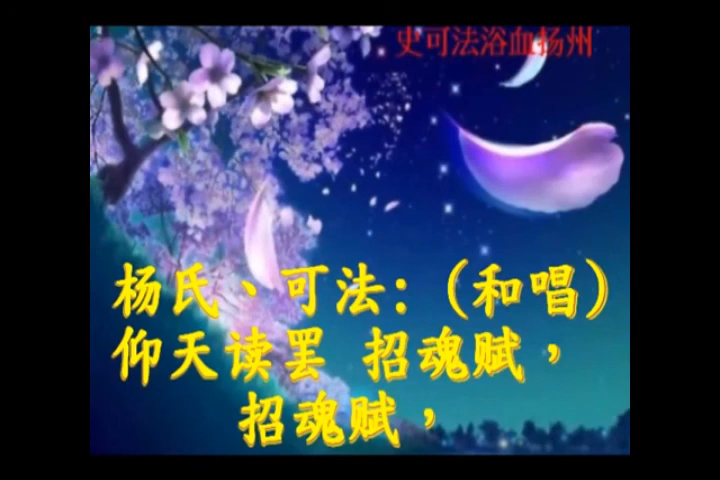 史可法浴血扬州
杨氏、可法:(和唱)
仰天读罢 招魂赋，
招魂赋，